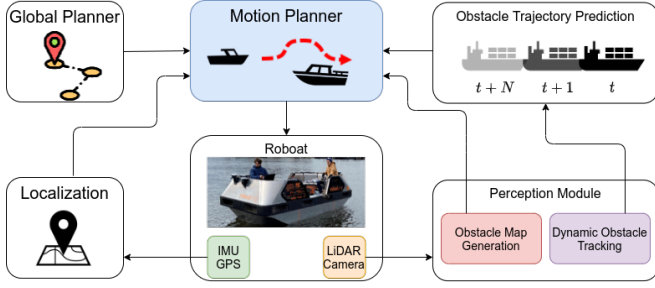 Global Planner
Motion Planner
Obstacle Trajectory Prediction
t + N
t + 1
t
Localization
Roboat
IMU
GPS
LiDAR
Camera
Perception Module
Obstacle Map
Generation
Dynamic Obstacle
Tracking